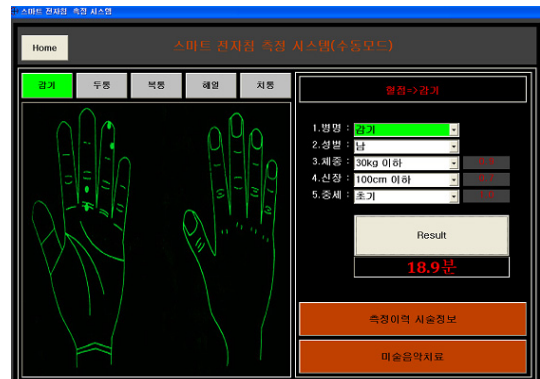 스마트 전자침 측정 시스템
Home
스마트 전자침 측정 시스템(수동모드)
감기 두통 복통 해열 치통
혈점=>감기
1.병명 : 감기
2.성별 : 남
3.체중 : 30kg 이하
4.신장 : 100cm 이하
5.중세 : 초기
Result
18.9분
측정이력 시술정보
미술음악치료